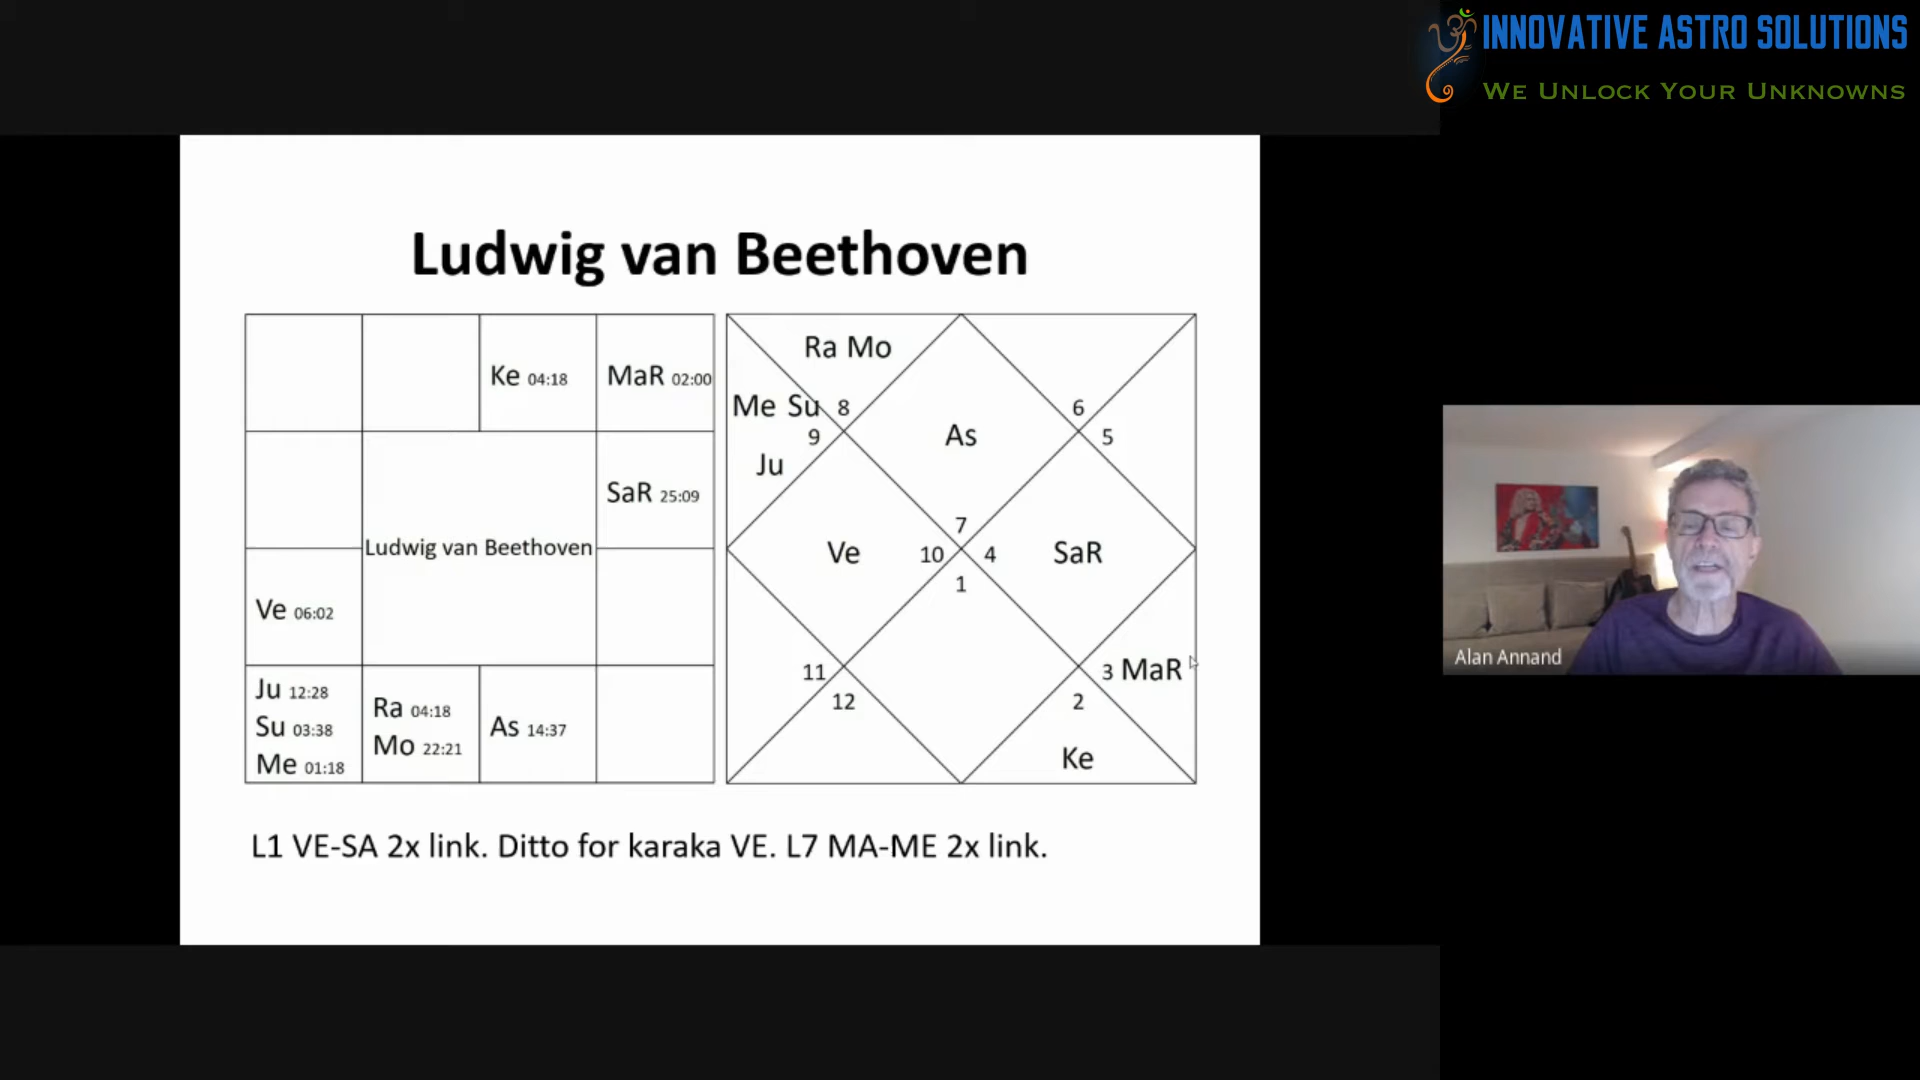 INNOVATIVE ASTRO SOLUTIONS
WE UNLOCK YOUR UNKNOWNS
Ludwig van Beethoven
Ke 04:18
MaR 02:00
SaR 25:09
Ludwig van Beethoven
Ve 06:02
Ju 12:28
Su 03:38
Me 01:18
Ra 04:18
Mo 22:21
As 14:37
Ra Mo
Me Su 8
9
Ju
As
6
5
7
Ve 10
4 SaR
1
11
12
3 MaR
2
Ke
L1 VE-SA 2x link. Ditto for karaka VE. L7 MA-ME 2x link.
Alan Annand